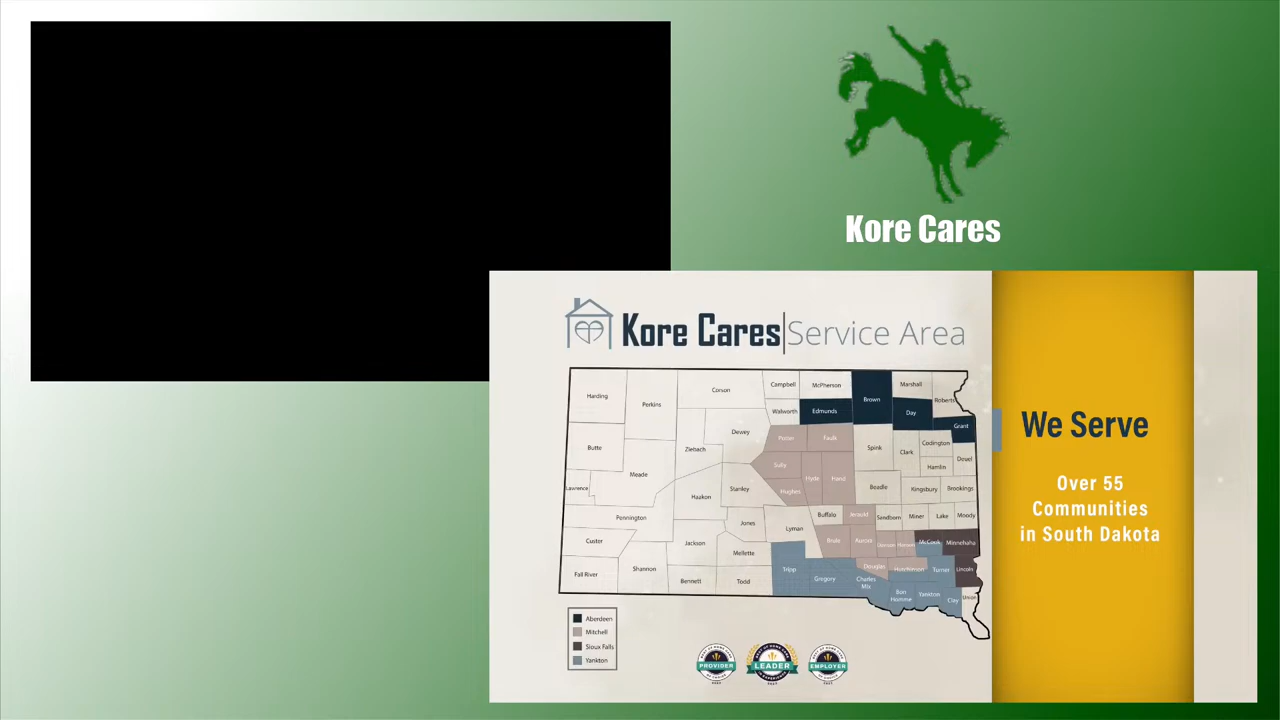 Kore Cares
Kore Cares Service Area
Harding
Perkins
Corson
Campbell
McPherson
Brown
Marshall
Roberts
Walworth
Edmunds
Day
Grant
Butte
Meade
Ziebach
Dewey
Potter
Faulk
Spink
Clark
Codington
Hamlin
Deuel
Lawrence
Haakon
Stanley
Sully
Hughes
Hyde
Hand
Beadle
Kingsbury
Brookings
Pennington
Jones
Lyman
Buffalo
Jerauld
Sanborn
Miner
Lake
Moody
Custer
Jackson
Mellette
Brule
Aurora
McCook
Minnehaha
Fall River
Shannon
Bennett
Todd
Tripp
Gregory
Charles
Mix
Douglas
Hutchinson
Turner
Lincoln
Bon
Homme
Yankton
Clay
Union
Aberdeen
Mitchell
Sioux Falls
Yankton
PROVIDER
LEADER
EMPLOYER
We Serve
Over 55
Communities
in South Dakota